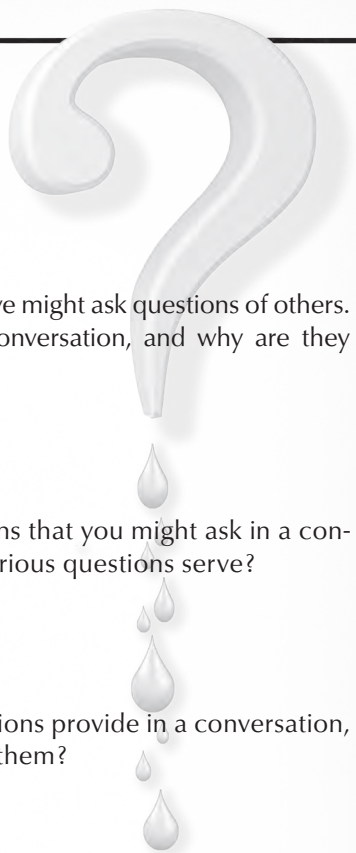 ve might ask questions of others.
onversation, and why are they
ns that you might ask in a con-
rious questions serve?
ions provide in a conversation,
them?